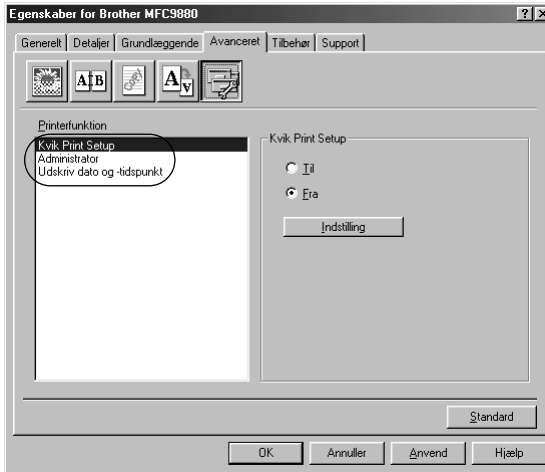 Egenskaber for Brother MFC9880
Generelt Detaljer Grundlæggende Avanceret Tilbehør Support
Printerfunktion
Kvik Print Setup
Administrator
Udskriv dato og -tidspunkt
Kvik Print Setup
Til
Fra
Indstilling
Standard
OK Annuller Anvend Hjælp